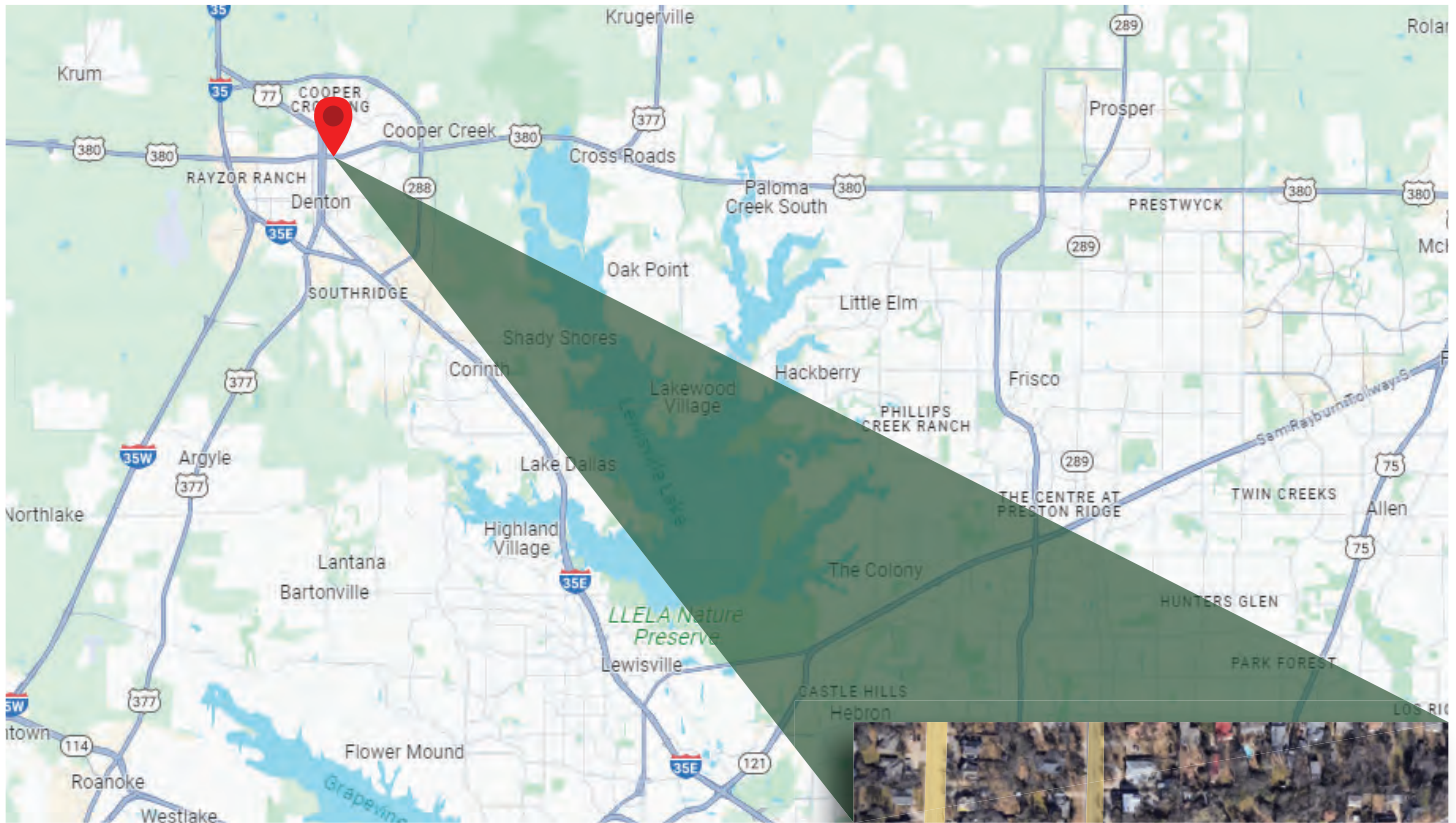 35
Krugerville
289
Rolar
Krum
35
77
COOPER
CROSSING
Prosper
377
Cooper Creek
380
380
380
Cross Roads
RAYZOR RANCH
288
Paloma
Creek South
380
380
380
Denton
PRESTWYCK
35E
289
McK
Oak Point
SOUTHRIDGE
Little Elm
Shady Shores
Corinth
377
Hackberry
Frisco
Lakewood
Village
Sam Rayburn Tollway S
PHILLIPS
CREEK RANCH
Lewisville Lake
35W
Argyle
Lake Dallas
289
75
377
THE CENTRE AT
PRESTON RIDGE
TWIN CREEKS
Allen
Northlake
Highland
Village
75
Lantana
The Colony
35E
Bartonville
HUNTERS GLEN
LLELA Nature
Preserve
Lewisville
PARK FOREST
377
5W
CASTLE HILLS
Hebron
LOS RIC
ntown
114
Flower Mound
35E
121
Roanoke
Grapevine
Westlake